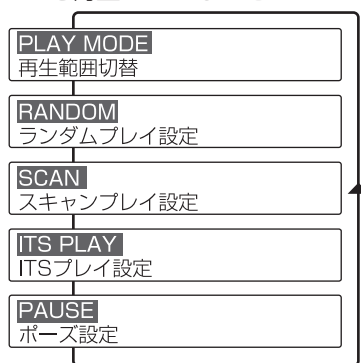 PLAY MODE
再生範囲切替
RANDOM
ランダムプレイ設定
SCAN
スキャンプレイ設定
ITS PLAY
ITSプレイ設定
PAUSE
ポーズ設定